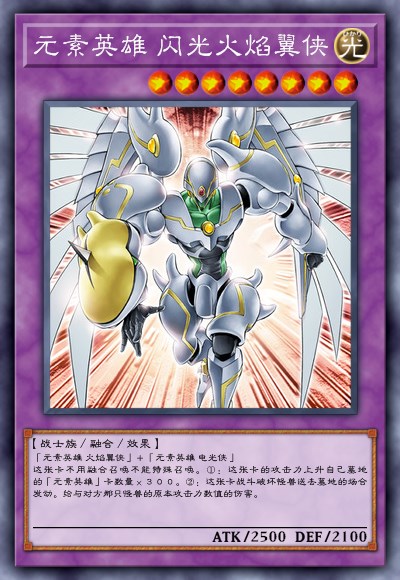 元素英雄 闪光火焰翼侠
光
【战士族／融合／效果】
「元素英雄 火焰翼侠」＋「元素英雄 电光侠」
这张卡不用融合召唤不能特殊召唤。①：这张卡的攻击力上升自己墓地
的「元素英雄」卡数量×３００。②：这张卡战斗破坏怪兽送去墓地的场合
发动。给与对方那只怪兽的原本攻击力数值的伤害。
ATK/2500 DEF/2100